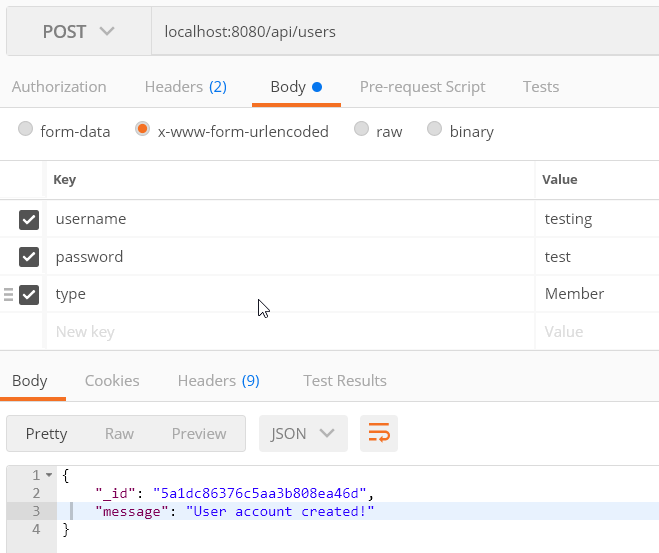 POST localhost:8080/api/users
Authorization Headers (2) Body Pre-request Script Tests
form-data x-www-form-urlencoded raw binary
Key Value
username testing
password test
type Member
New key Value
Body Cookies Headers (9) Test Results
Pretty Raw Preview JSON
1 {
2 "_id": "5a1dc86376c5aa3b808ea46d",
3 "message": "User account created!"
4 }